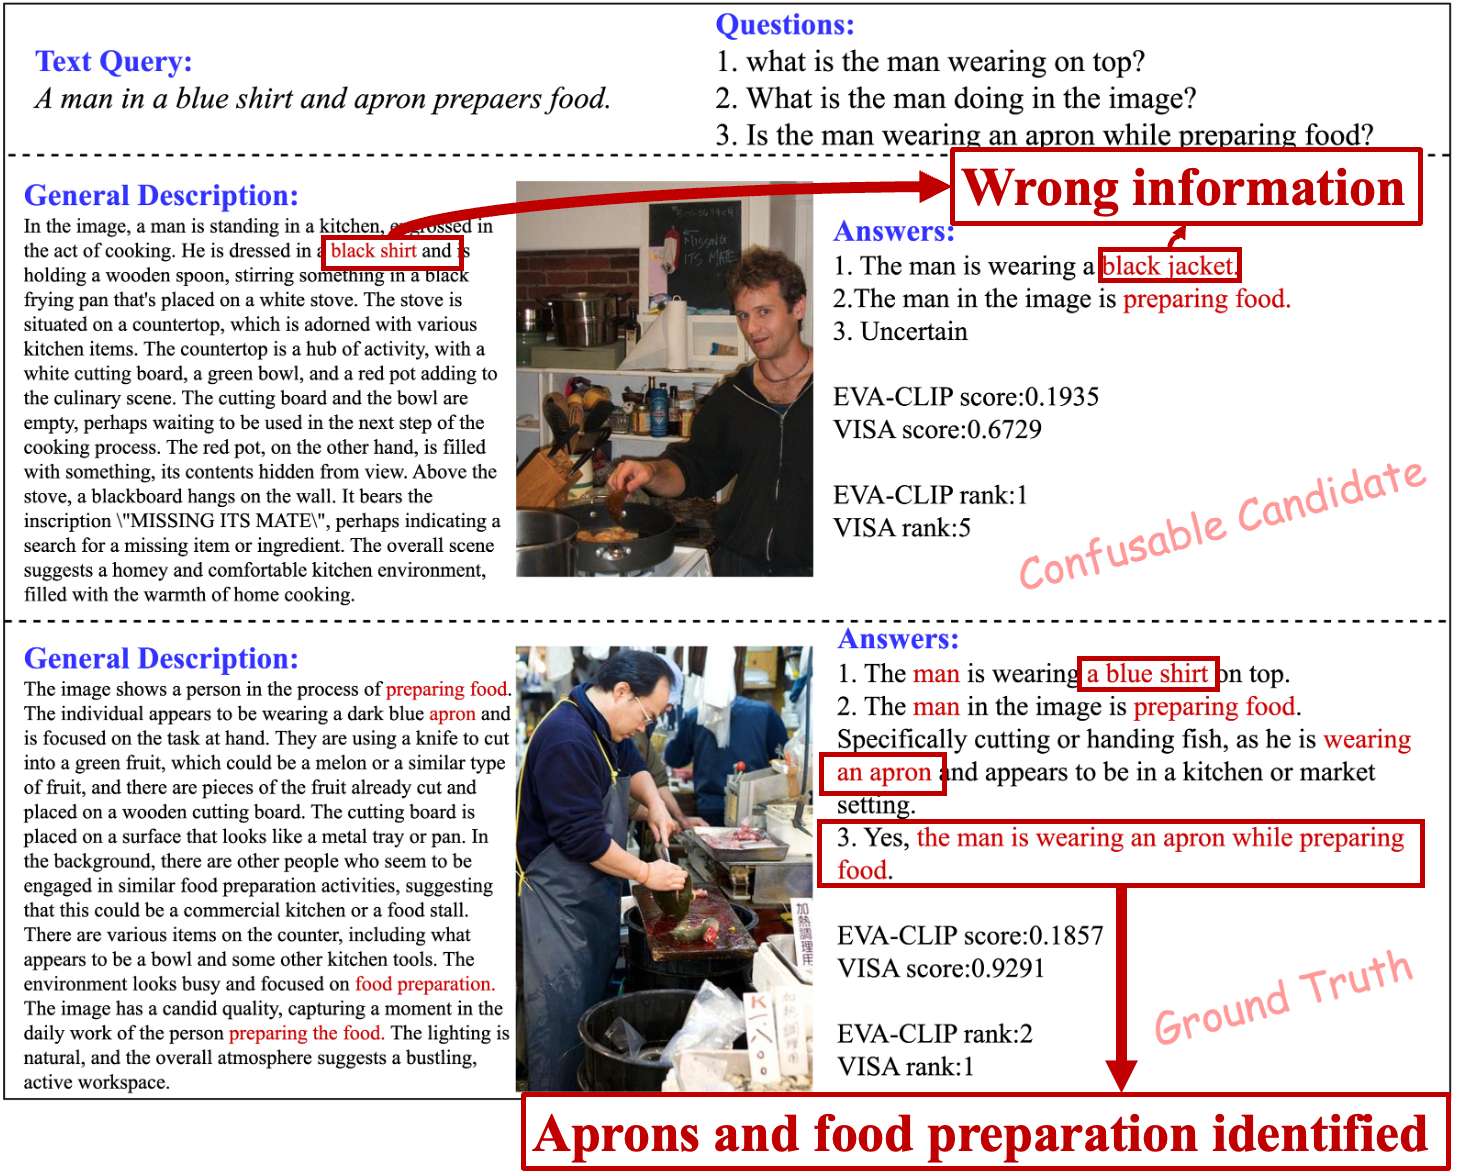 Text Query:
A man in a blue shirt and apron prepaers food.
Questions:
1. what is the man wearing on top?
2. What is the man doing in the image?
3. Is the man wearing an apron while preparing food?
Wrong information
General Description:
In the image, a man is standing in a kitchen, engrossed in
the act of cooking. He is dressed in a black shirt and is
holding a wooden spoon, stirring something in a black
frying pan that's placed on a white stove. The stove is
situated on a countertop, which is adorned with various
kitchen items. The countertop is a hub of activity, with a
white cutting board, a green bowl, and a red pot adding to
the culinary scene. The cutting board and the bowl are
empty, perhaps waiting to be used in the next step of the
cooking process. The red pot, on the other hand, is filled
with something, its contents hidden from view. Above the
stove, a blackboard hangs on the wall. It bears the
inscription \"MISSING ITS MATE\", perhaps indicating a
search for a missing item or ingredient. The overall scene
suggests a homey and comfortable kitchen environment,
filled with the warmth of home cooking.
MISSING
ITS MATE
Answers:
1. The man is wearing a black jacket.
2.The man in the image is preparing food.
3. Uncertain
EVA-CLIP score:0.1935
VISA score:0.6729
EVA-CLIP rank:1
VISA rank:5
Confusable Candidate
General Description:
The image shows a person in the process of preparing food.
The individual appears to be wearing a dark blue apron and
is focused on the task at hand. They are using a knife to cut
into a green fruit, which could be a melon or a similar type
of fruit, and there are pieces of the fruit already cut and
placed on a wooden cutting board. The cutting board is
placed on a surface that looks like a metal tray or pan. In
the background, there are other people who seem to be
engaged in similar food preparation activities, suggesting
that this could be a commercial kitchen or a food stall.
There are various items on the counter, including what
appears to be a bowl and some other kitchen tools. The
environment looks busy and focused on food preparation.
The image has a candid quality, capturing a moment in the
daily work of the person preparing the food. The lighting is
natural, and the overall atmosphere suggests a bustling,
active workspace.
加熱調理用
Answers:
1. The man is wearing a blue shirt on top.
2. The man in the image is preparing food.
Specifically cutting or handing fish, as he is wearing
an apron and appears to be in a kitchen or market
setting.
3. Yes, the man is wearing an apron while preparing
food.
EVA-CLIP score:0.1857
VISA score:0.9291
EVA-CLIP rank:2
VISA rank:1
Ground Truth
Aprons and food preparation identified